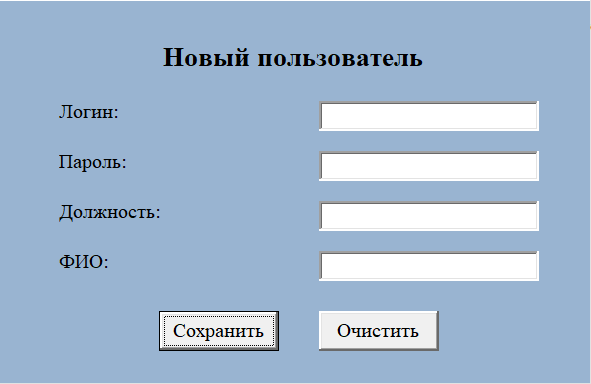 Новый пользователь
Логин:
Пароль:
Должность:
ФИО:
Сохранить Очистить